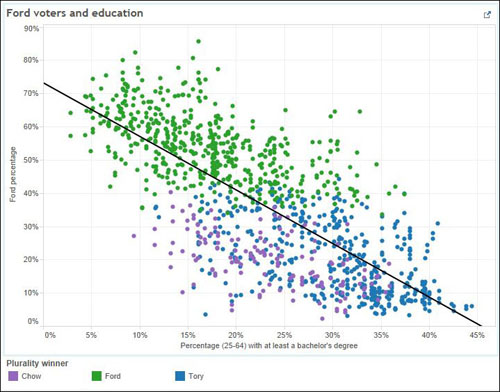 Ford voters and education
90%
80%
70%
60%
50%
40%
30%
20%
10%
0%
Ford percentage
0% 5% 10% 15% 20% 25% 30% 35% 40% 45%
Percentage (25-64) with at least a bachelor's degree
Plurality winner
Chow Ford Tory